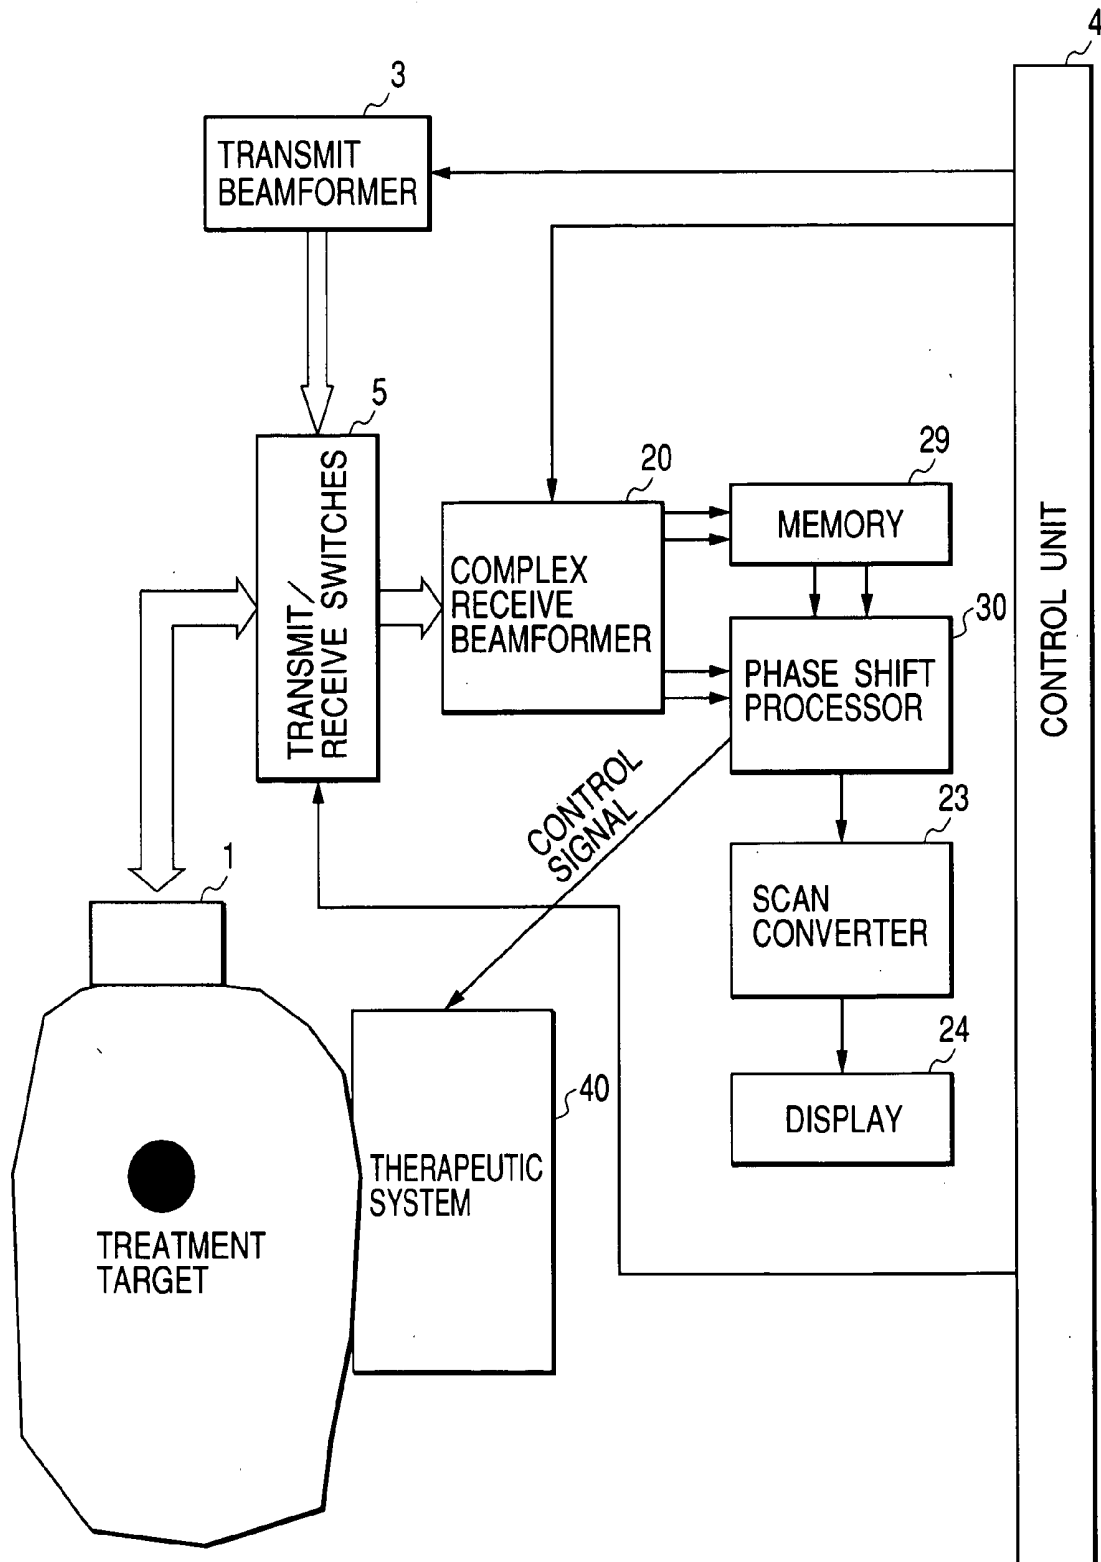 4
3
TRANSMIT
BEAMFORMER
5
TRANSMIT/
RECEIVE SWITCHES
20
COMPLEX
RECEIVE
BEAMFORMER
29
MEMORY
30
PHASE SHIFT
PROCESSOR
CONTROL UNIT
CONTROL
SIGNAL
23
SCAN
CONVERTER
1
24
DISPLAY
40
THERAPEUTIC
SYSTEM
TREATMENT
TARGET